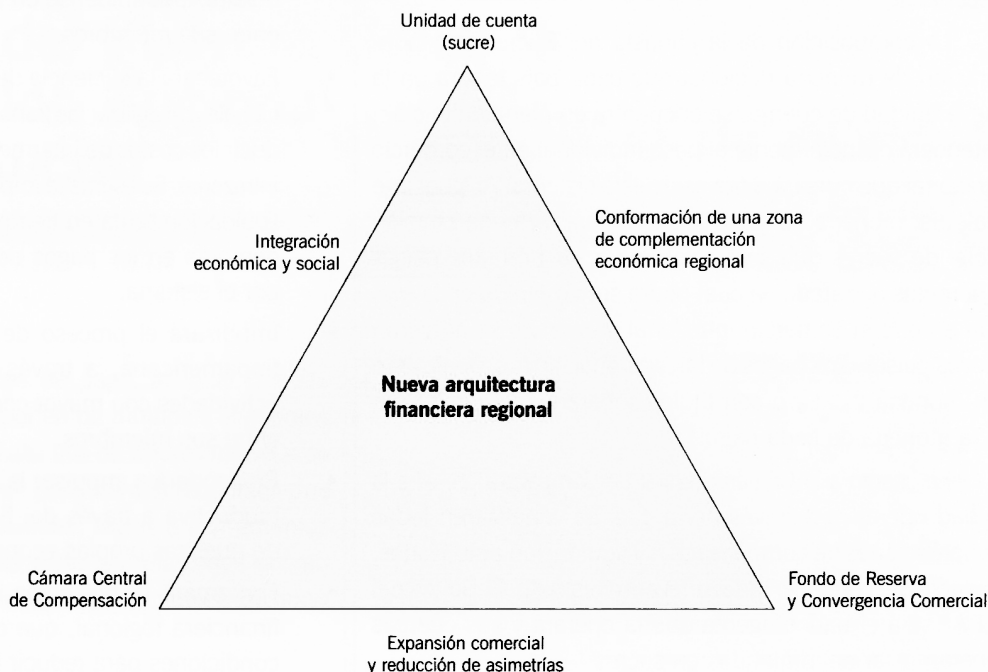 Unidad de cuenta
(sucre)
Integración
económica y social
Conformación de una zona
de complementación
económica regional
Nueva arquitectura
financiera regional
Cámara Central
de Compensación
Fondo de Reserva
y Convergencia Comercial
Expansión comercial
y reducción de asimetrías